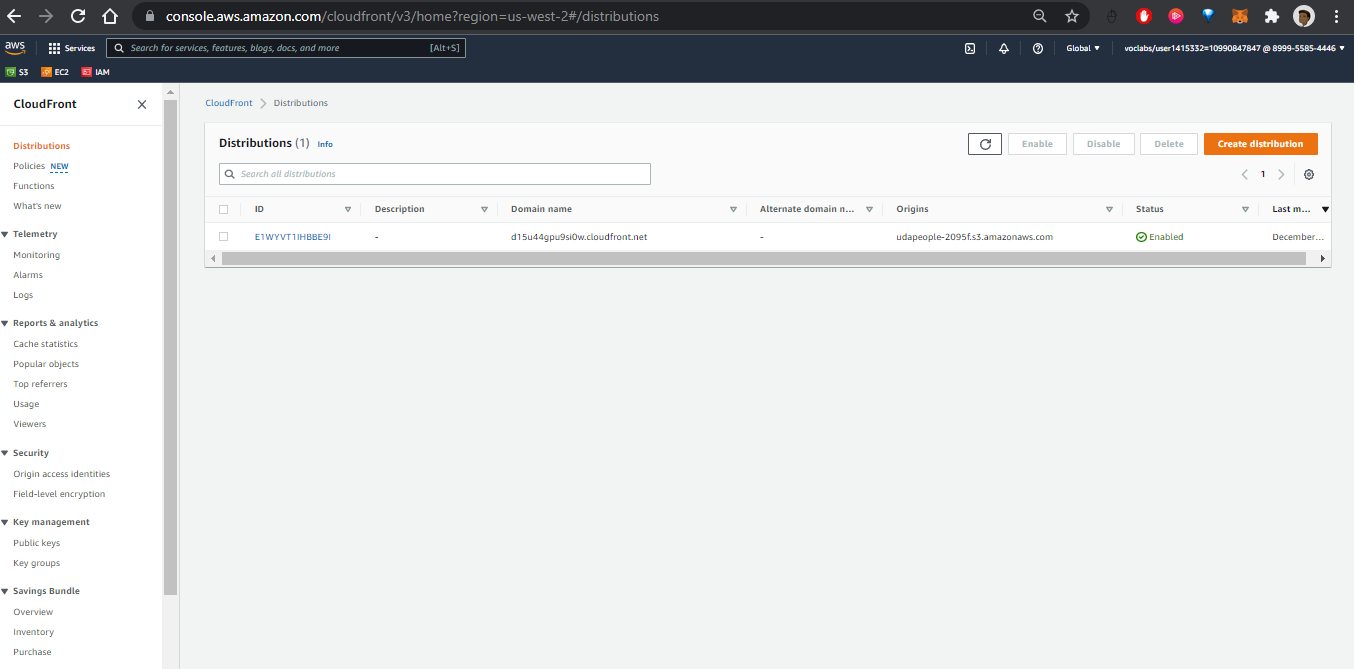 console.aws.amazon.com/cloudfront/v3/home?region=us-west-2#/distributions
aws Services Search for services, features, blogs, docs, and more [Alt+S] Global voclabs/user1415332=10990847847 @ 8999-5585-4446
S3 EC2 IAM
CloudFront
Distributions
Policies NEW
Functions
What's new
Telemetry
Monitoring
Alarms
Logs
Reports & analytics
Cache statistics
Popular objects
Top referrers
Usage
Viewers
Security
Origin access identities
Field-level encryption
Key management
Public keys
Key groups
Savings Bundle
Overview
Inventory
Purchase
CloudFront > Distributions
Distributions (1) Info
Enable Disable Delete Create distribution
Search all distributions
1
ID Description Domain name Alternate domain n... Origins Status Last m...
E1WYVT1IHBBE9I - d15u44gpu9si0w.cloudfront.net - udapeople-2095f.s3.amazonaws.com Enabled December...